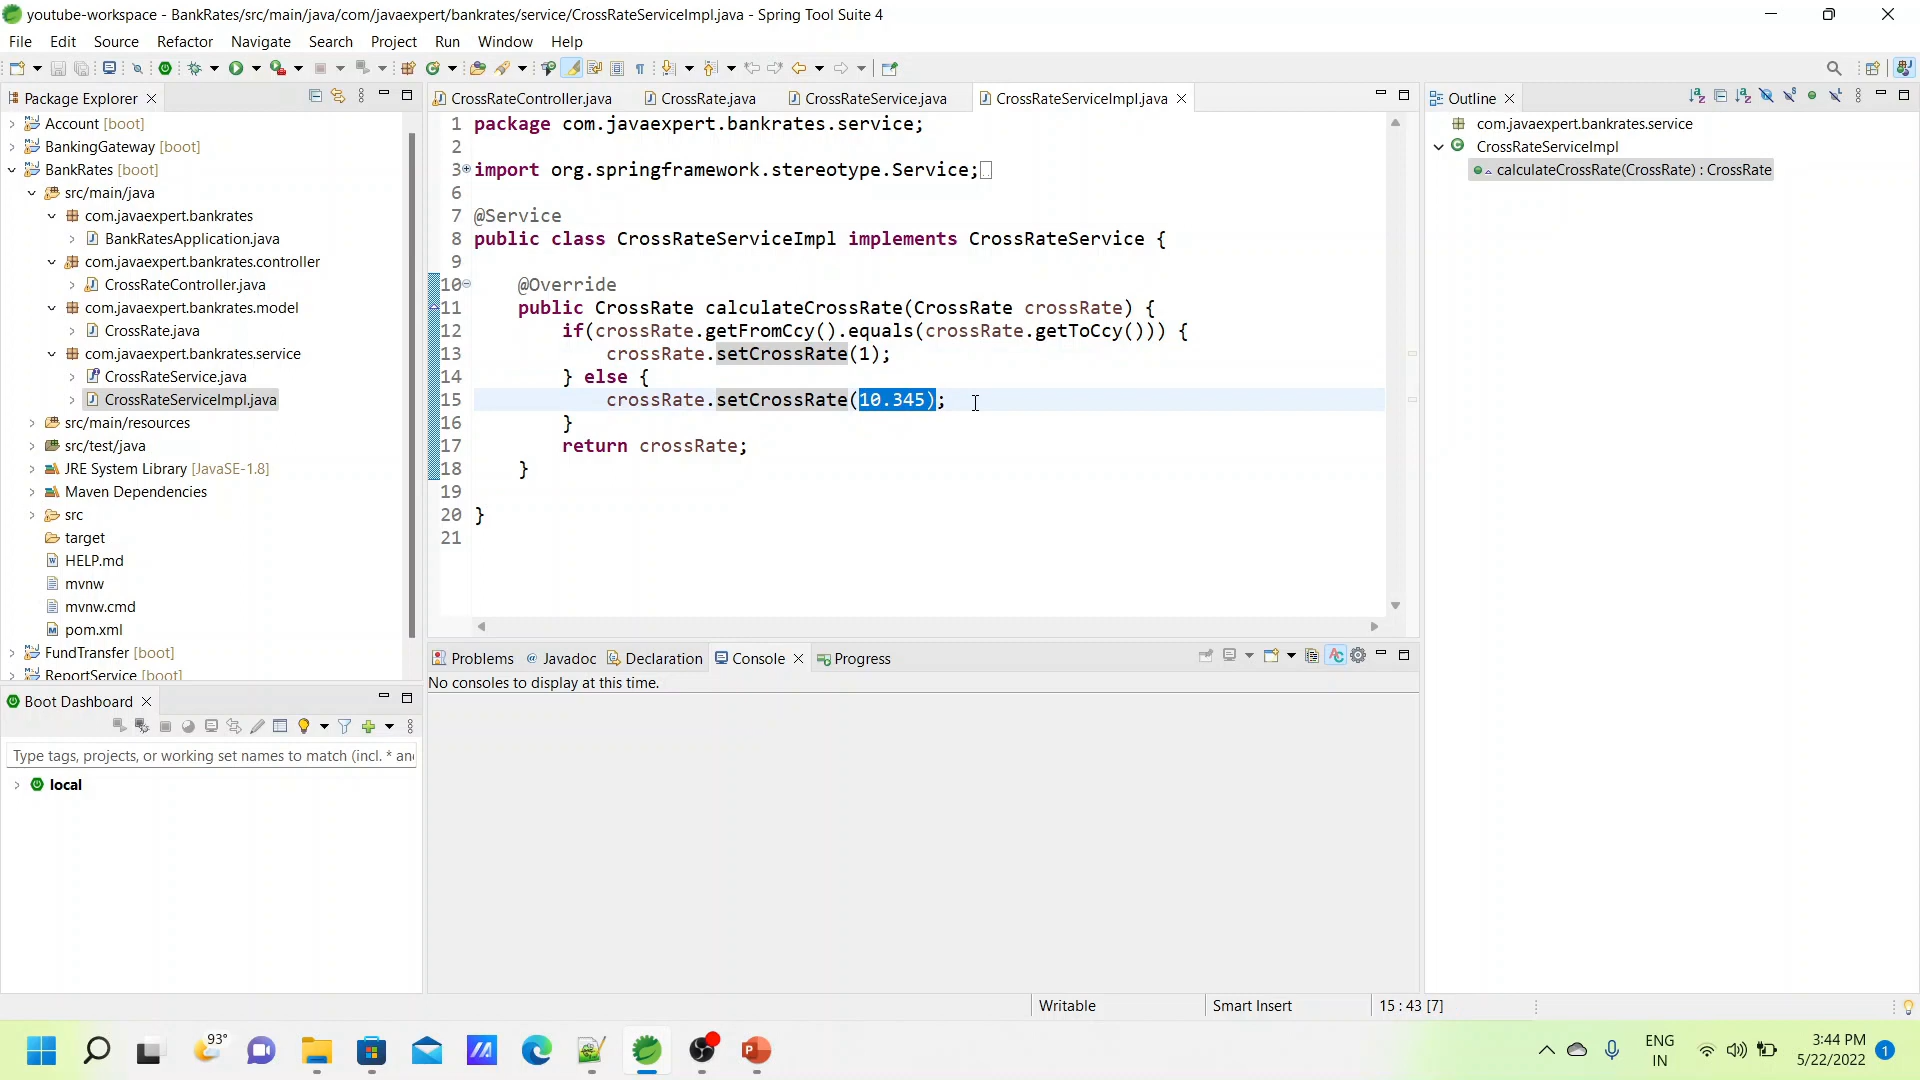 youtube-workspace - BankRates/src/main/java/com/javaexpert/bankrates/service/CrossRateServiceImpl.java - Spring Tool Suite 4
File Edit Source Refactor Navigate Search Project Run Window Help
Package Explorer
Account [boot]
BankingGateway [boot]
BankRates [boot]
src/main/java
com.javaexpert.bankrates
BankRatesApplication.java
com.javaexpert.bankrates.controller
CrossRateController.java
com.javaexpert.bankrates.model
CrossRate.java
com.javaexpert.bankrates.service
CrossRateService.java
CrossRateServiceImpl.java
src/main/resources
src/test/java
JRE System Library [JavaSE-1.8]
Maven Dependencies
src
target
HELP.md
mvnw
mvnw.cmd
pom.xml
FundTransfer [boot]
ReportService [boot]
Boot Dashboard
Type tags, projects, or working set names to match (incl. * an
local
CrossRateController.java CrossRate.java CrossRateService.java CrossRateServiceImpl.java
1 package com.javaexpert.bankrates.service;
2
3 import org.springframework.stereotype.Service;
6
7 @Service
8 public class CrossRateServiceImpl implements CrossRateService {
9
10 @Override
11 public CrossRate calculateCrossRate(CrossRate crossRate) {
12 if(crossRate.getFromCcy().equals(crossRate.getToCcy())) {
13 crossRate.setCrossRate(1);
14 } else {
15 crossRate.setCrossRate(10.345);
16 }
17 return crossRate;
18 }
19
20 }
21
Problems Javadoc Declaration Console Progress
No consoles to display at this time.
Outline
com.javaexpert.bankrates.service
CrossRateServiceImpl
calculateCrossRate(CrossRate) : CrossRate
Writable Smart Insert 15 : 43 [7]
93°
ENG
IN
3:44 PM
5/22/2022
1